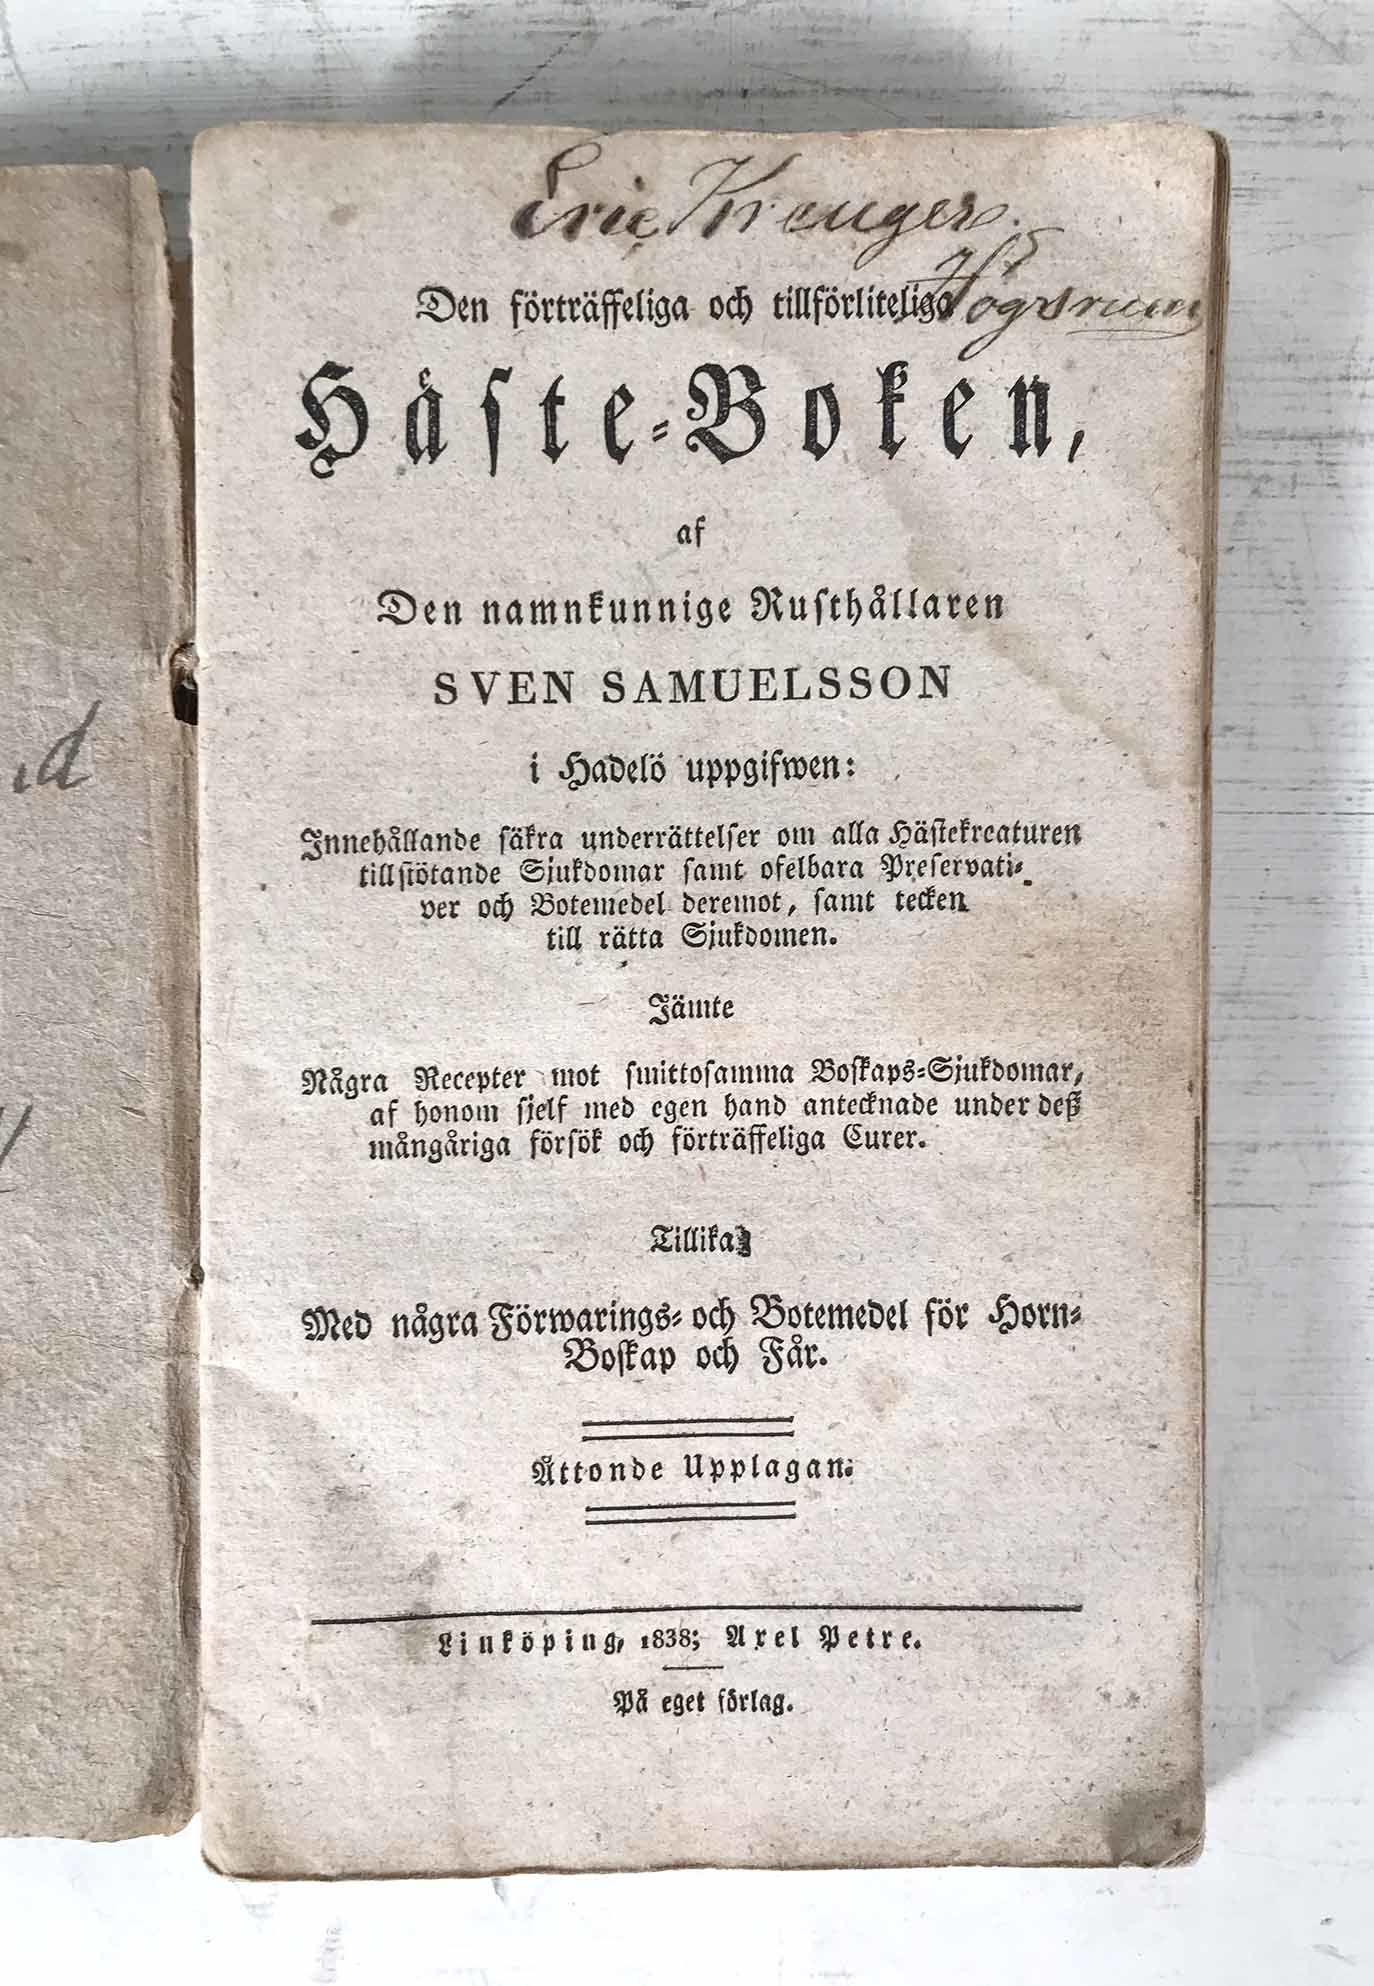 Eric Kreuger.
Högsrum
Den förträffeliga och tillförliteliga
Häste-Boken,
af
Den namnkunnige Rusthållaren
SVEN SAMUELSSON
i Hadelö uppgifwen:
Innehållande säkra underrättelser om alla Hästekreaturen
tillstötande Sjukdomar samt ofelbara Preservati-
ver och Botemedel deremot, samt tecken
till rätta Sjukdomen.
Jämte
Några Recepter mot smittosamma Boskaps-Sjukdomar,
af honom sjelf med egen hand antecknade under deß
mångåriga försök och förträffeliga Curer.
Tillika
Med några Förwarings- och Botemedel för Horn-
Boskap och Får.
Åttonde Upplagan.
Linköping, 1838; Axel Petre.
På eget förlag.